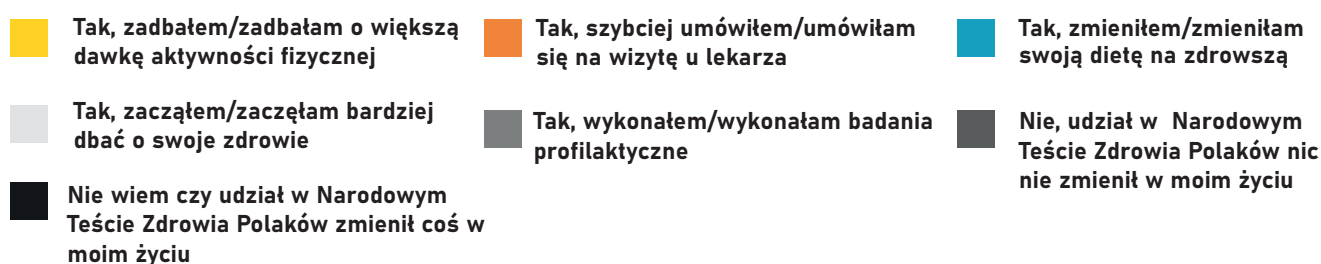 Tak, zadbałem/zadbałam o większą
dawkę aktywności fizycznej
Tak, szybciej umówiłem/umówiłam
się na wizytę u lekarza
Tak, zmieniłem/zmieniłam
swoją dietę na zdrowszą
Tak, zacząłem/zaczęłam bardziej
dbać o swoje zdrowie
Tak, wykonałem/wykonałam badania
profilaktyczne
Nie, udział w Narodowym
Teście Zdrowia Polaków nic
nie zmienił w moim życiu
Nie wiem czy udział w Narodowym
Teście Zdrowia Polaków zmienił coś w
moim życiu